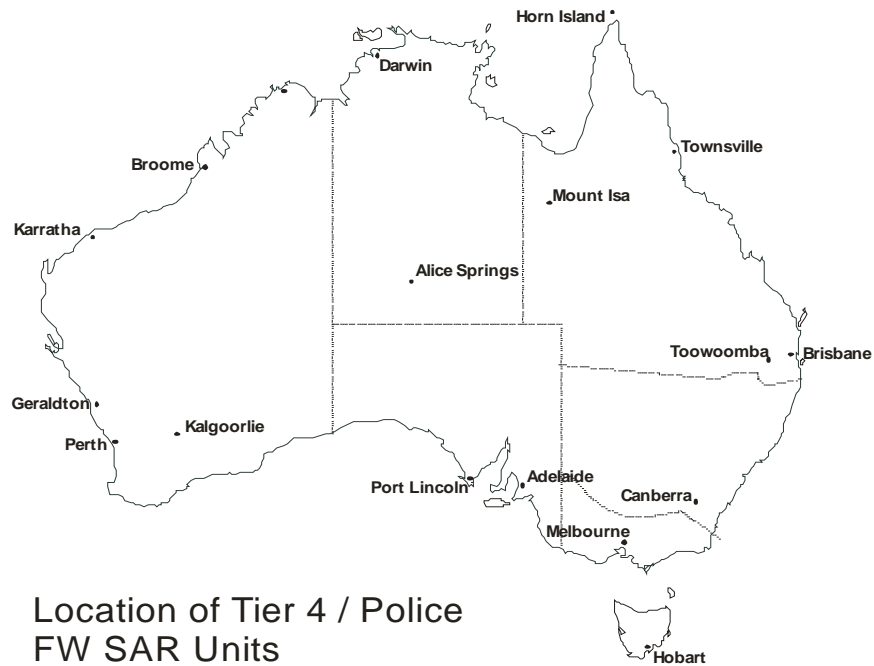 Horn Island
Darwin
Townsville
Broome
Mount Isa
Karratha
Alice Springs
Toowoomba
Brisbane
Geraldton
Kalgoorlie
Perth
Adelaide
Port Lincoln
Canberra
Melbourne
Location of Tier 4 / Police
FW SAR Units
Hobart